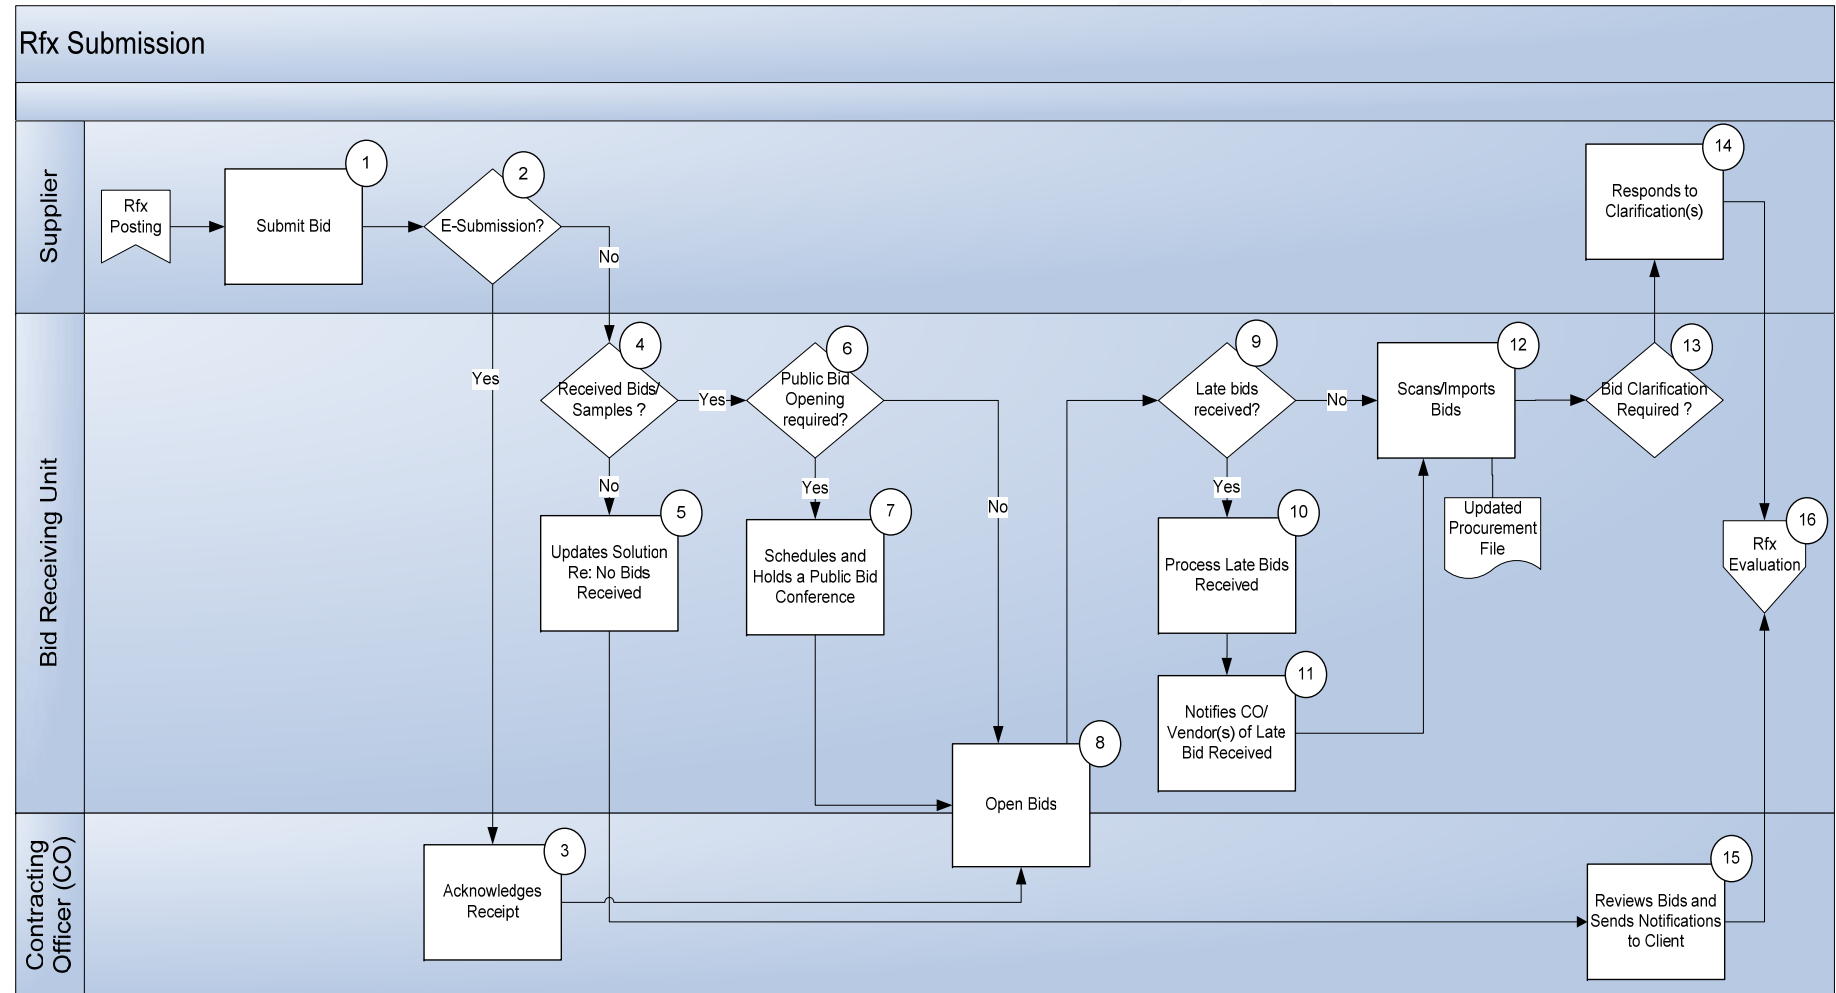 Rfx Submission
Supplier
Rfx
Posting
1
Submit Bid
2
E-Submission?
No
Yes
14
Responds to
Clarification(s)
Bid Receiving Unit
4
Received Bids/
Samples ?
Yes
No
5
Updates Solution
Re: No Bids
Received
6
Public Bid
Opening
required?
Yes
No
7
Schedules and
Holds a Public Bid
Conference
8
Open Bids
9
Late bids
received?
No
Yes
10
Process Late Bids
Received
11
Notifies CO/
Vendor(s) of Late
Bid Received
12
Scans/Imports
Bids
Updated
Procurement
File
13
Bid Clarification
Required ?
16
Rfx
Evaluation
Contracting
Officer (CO)
3
Acknowledges
Receipt
15
Reviews Bids and
Sends Notifications
to Client